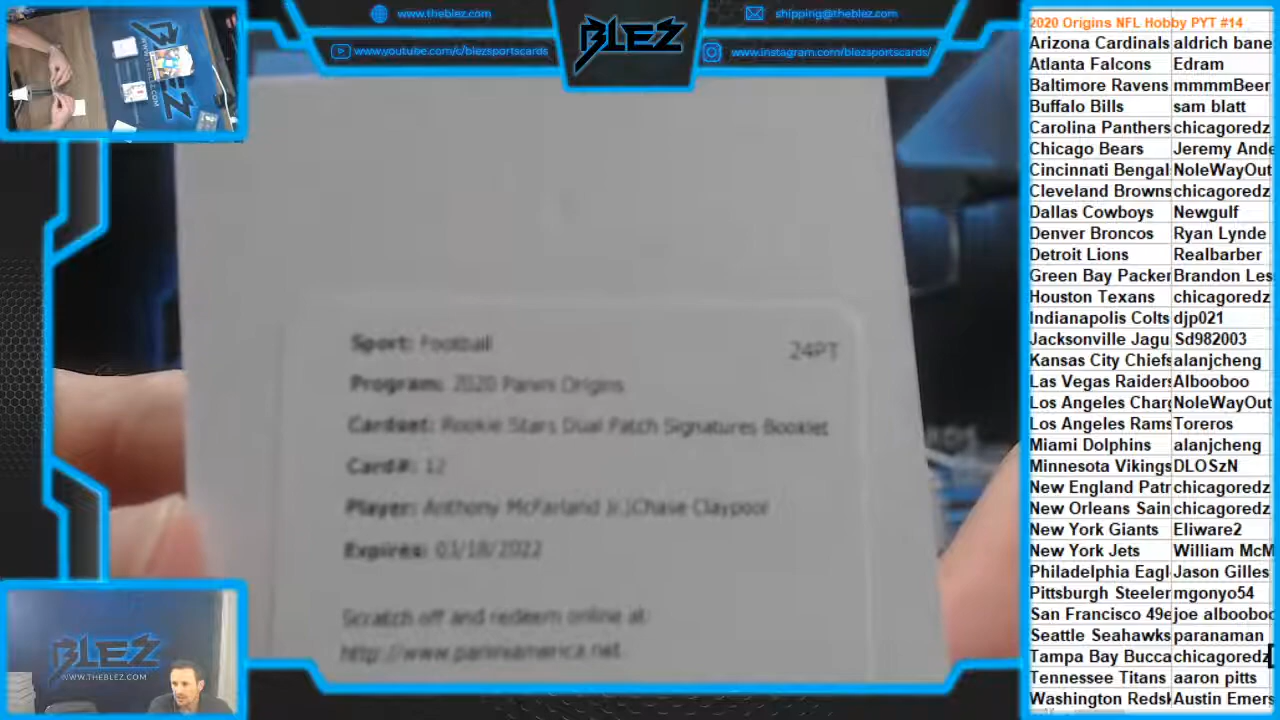 www.theblez.com
shipping@theblez.com
www.youtube.com/c/blezsportscards
BLEZ
www.instagram.com/blezsportscards/
2020 Origins NFL Hobby PYT #14
Arizona Cardinals aldrich bane
Atlanta Falcons Edram
Baltimore Ravens mmmmBeer
Buffalo Bills sam blatt
Carolina Panthers chicagoredz
Chicago Bears Jeremy Ande
Cincinnati Bengal NoleWayOut
Cleveland Browns chicagoredz
Dallas Cowboys Newgulf
Denver Broncos Ryan Lynde
Detroit Lions Realbarber
Green Bay Packer Brandon Les
Houston Texans chicagoredz
Indianapolis Colts djp021
Jacksonville Jagu Sd982003
Kansas City Chiefs alanjcheng
Las Vegas Raiders Albooboo
Los Angeles Charg NoleWayOut
Los Angeles Rams Toreros
Miami Dolphins alanjcheng
Minnesota Vikings DLOSzN
New England Patr chicagoredz
New Orleans Sain chicagoredz
New York Giants Eliware2
New York Jets William McM
Philadelphia Eagl Jason Gilles
Pittsburgh Steeler mgonyo54
San Francisco 49e joe alboobo
Seattle Seahawks paranaman
Tampa Bay Bucca chicagoredz
Tennessee Titans aaron pitts
Washington Reds Austin Emers
Sport: Football
24PT
Program: 2020 Panini Origins
Cardset: Rookie Stars Dual Patch Signatures Booklet
Card#: 12
Player: Anthony McFarland Jr.|Chase Claypool
Expires: 03/18/2022
Scratch off and redeem online at:
http://www.paniniamerica.net
BLEZ
WWW.THEBLEZ.COM